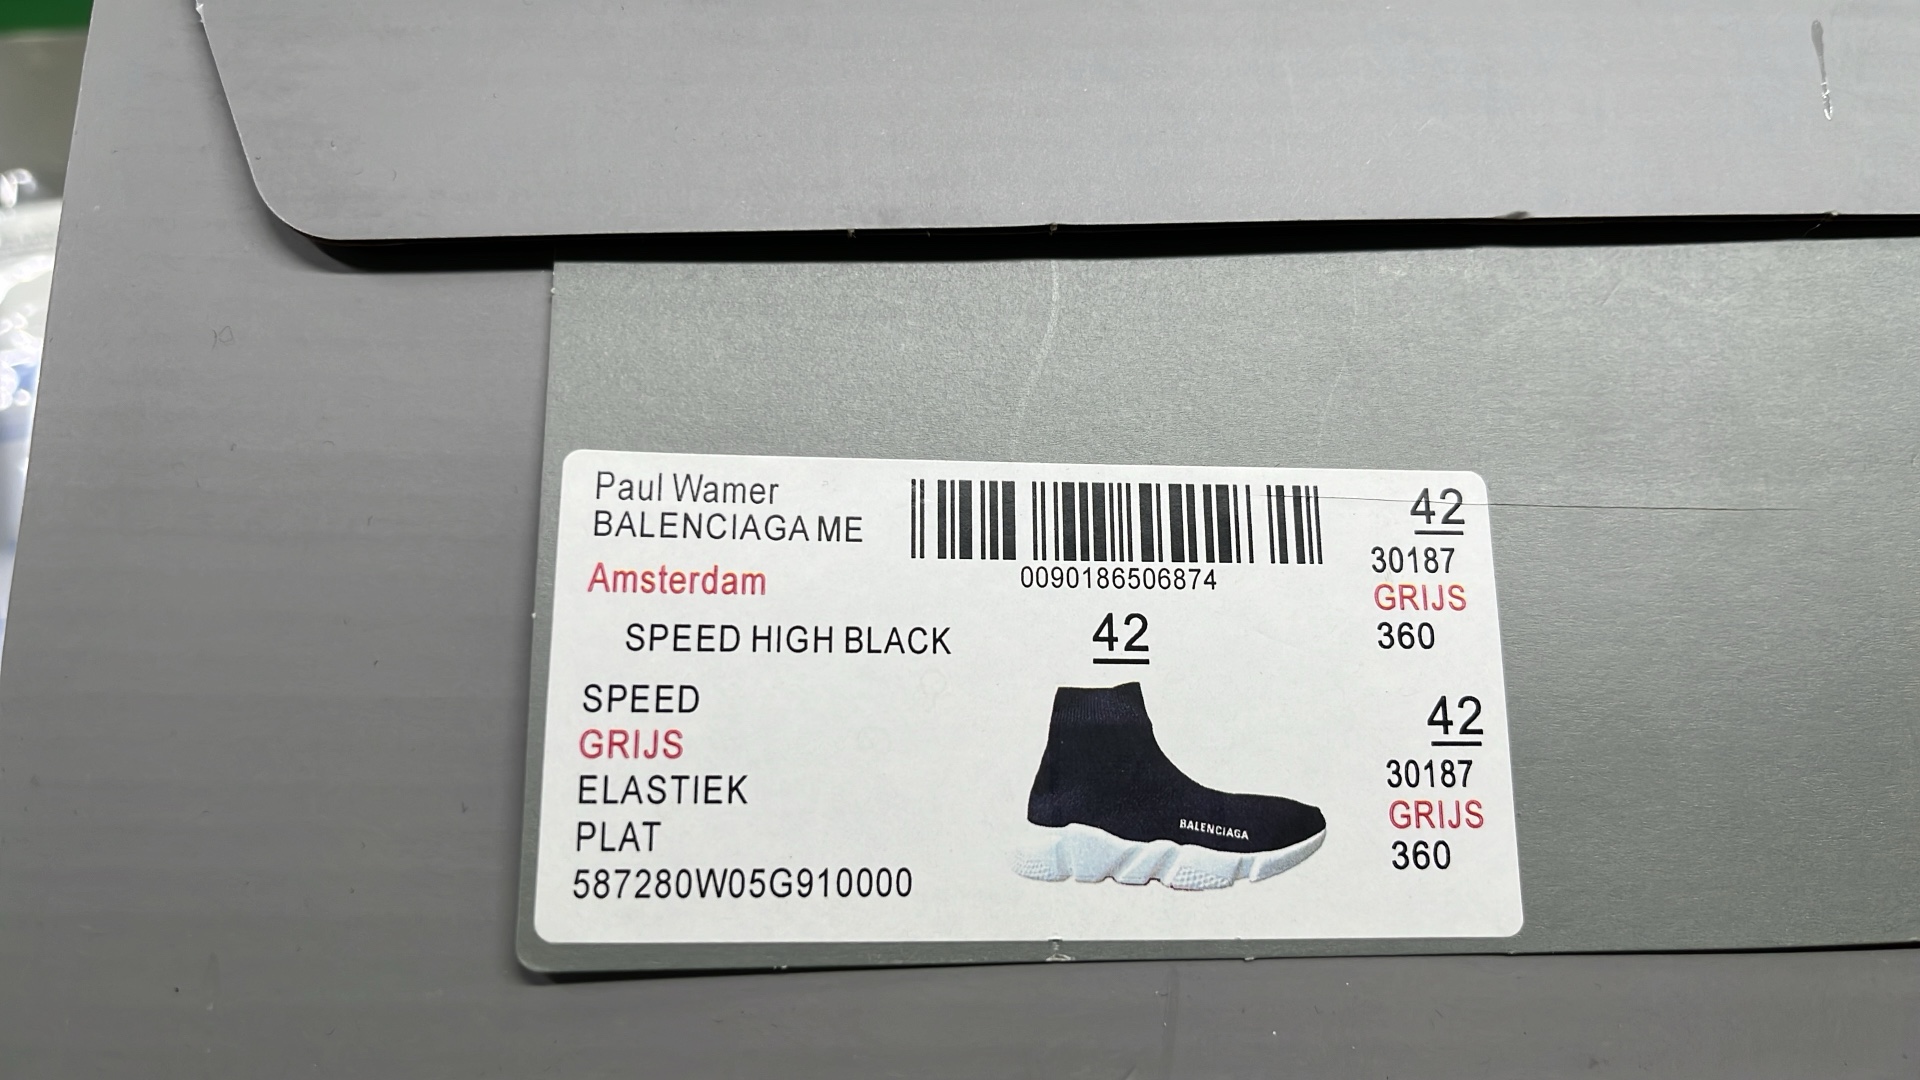 Paul Wamer
BALENCIAGA ME
Amsterdam
SPEED HIGH BLACK
SPEED
GRIJS
ELASTIEK
PLAT
587280W05G910000
0090186506874
42
BALENCIAGA
42
30187
GRIJS
360
42
30187
GRIJS
360